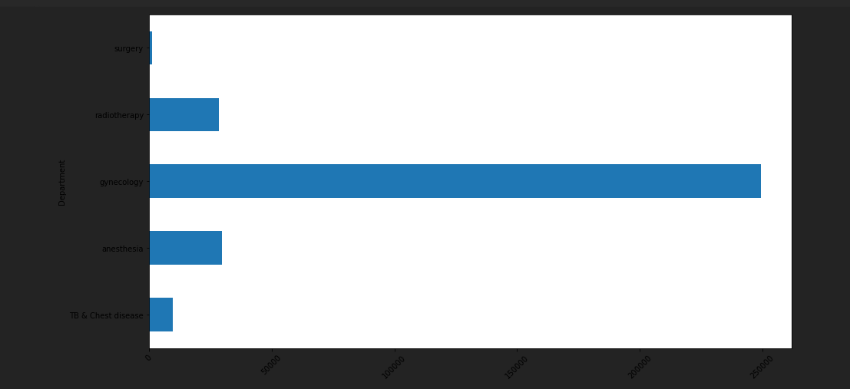 surgery
radiotherapy
gynecology
anesthesia
TB & Chest disease
Department
0
50000
100000
150000
200000
250000